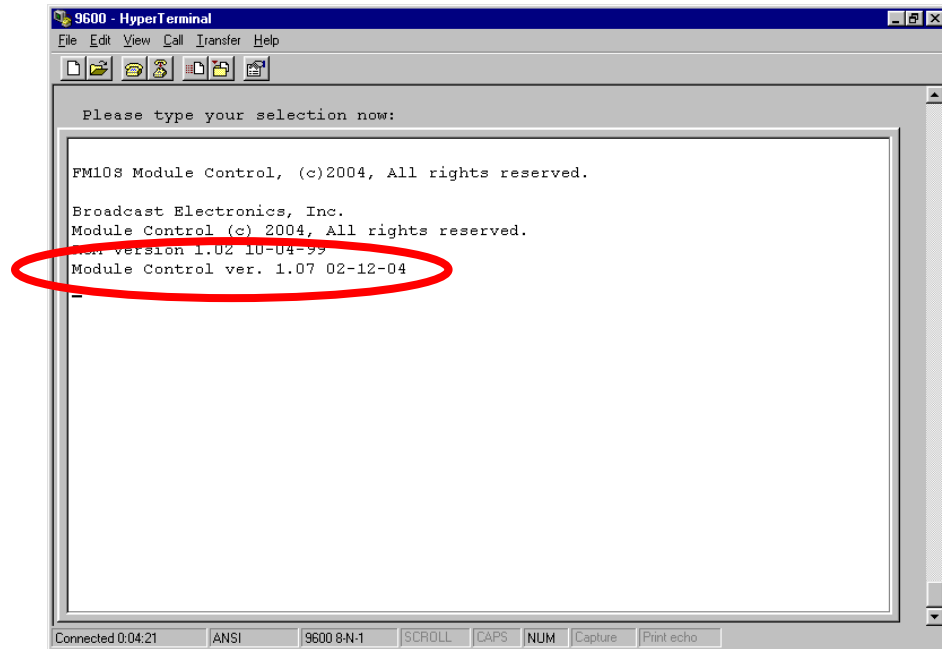 9600 - HyperTerminal
File Edit View Call Transfer Help
Please type your selection now:
FM10S Module Control, (c)2004, All rights reserved.
Broadcast Electronics, Inc.
Module Control (c) 2004, All rights reserved.
version 1.02 10-04-99
Module Control ver. 1.07 02-12-04
Connected 0:04:21 ANSI 9600 8-N-1 SCROLL CAPS NUM Capture Print echo